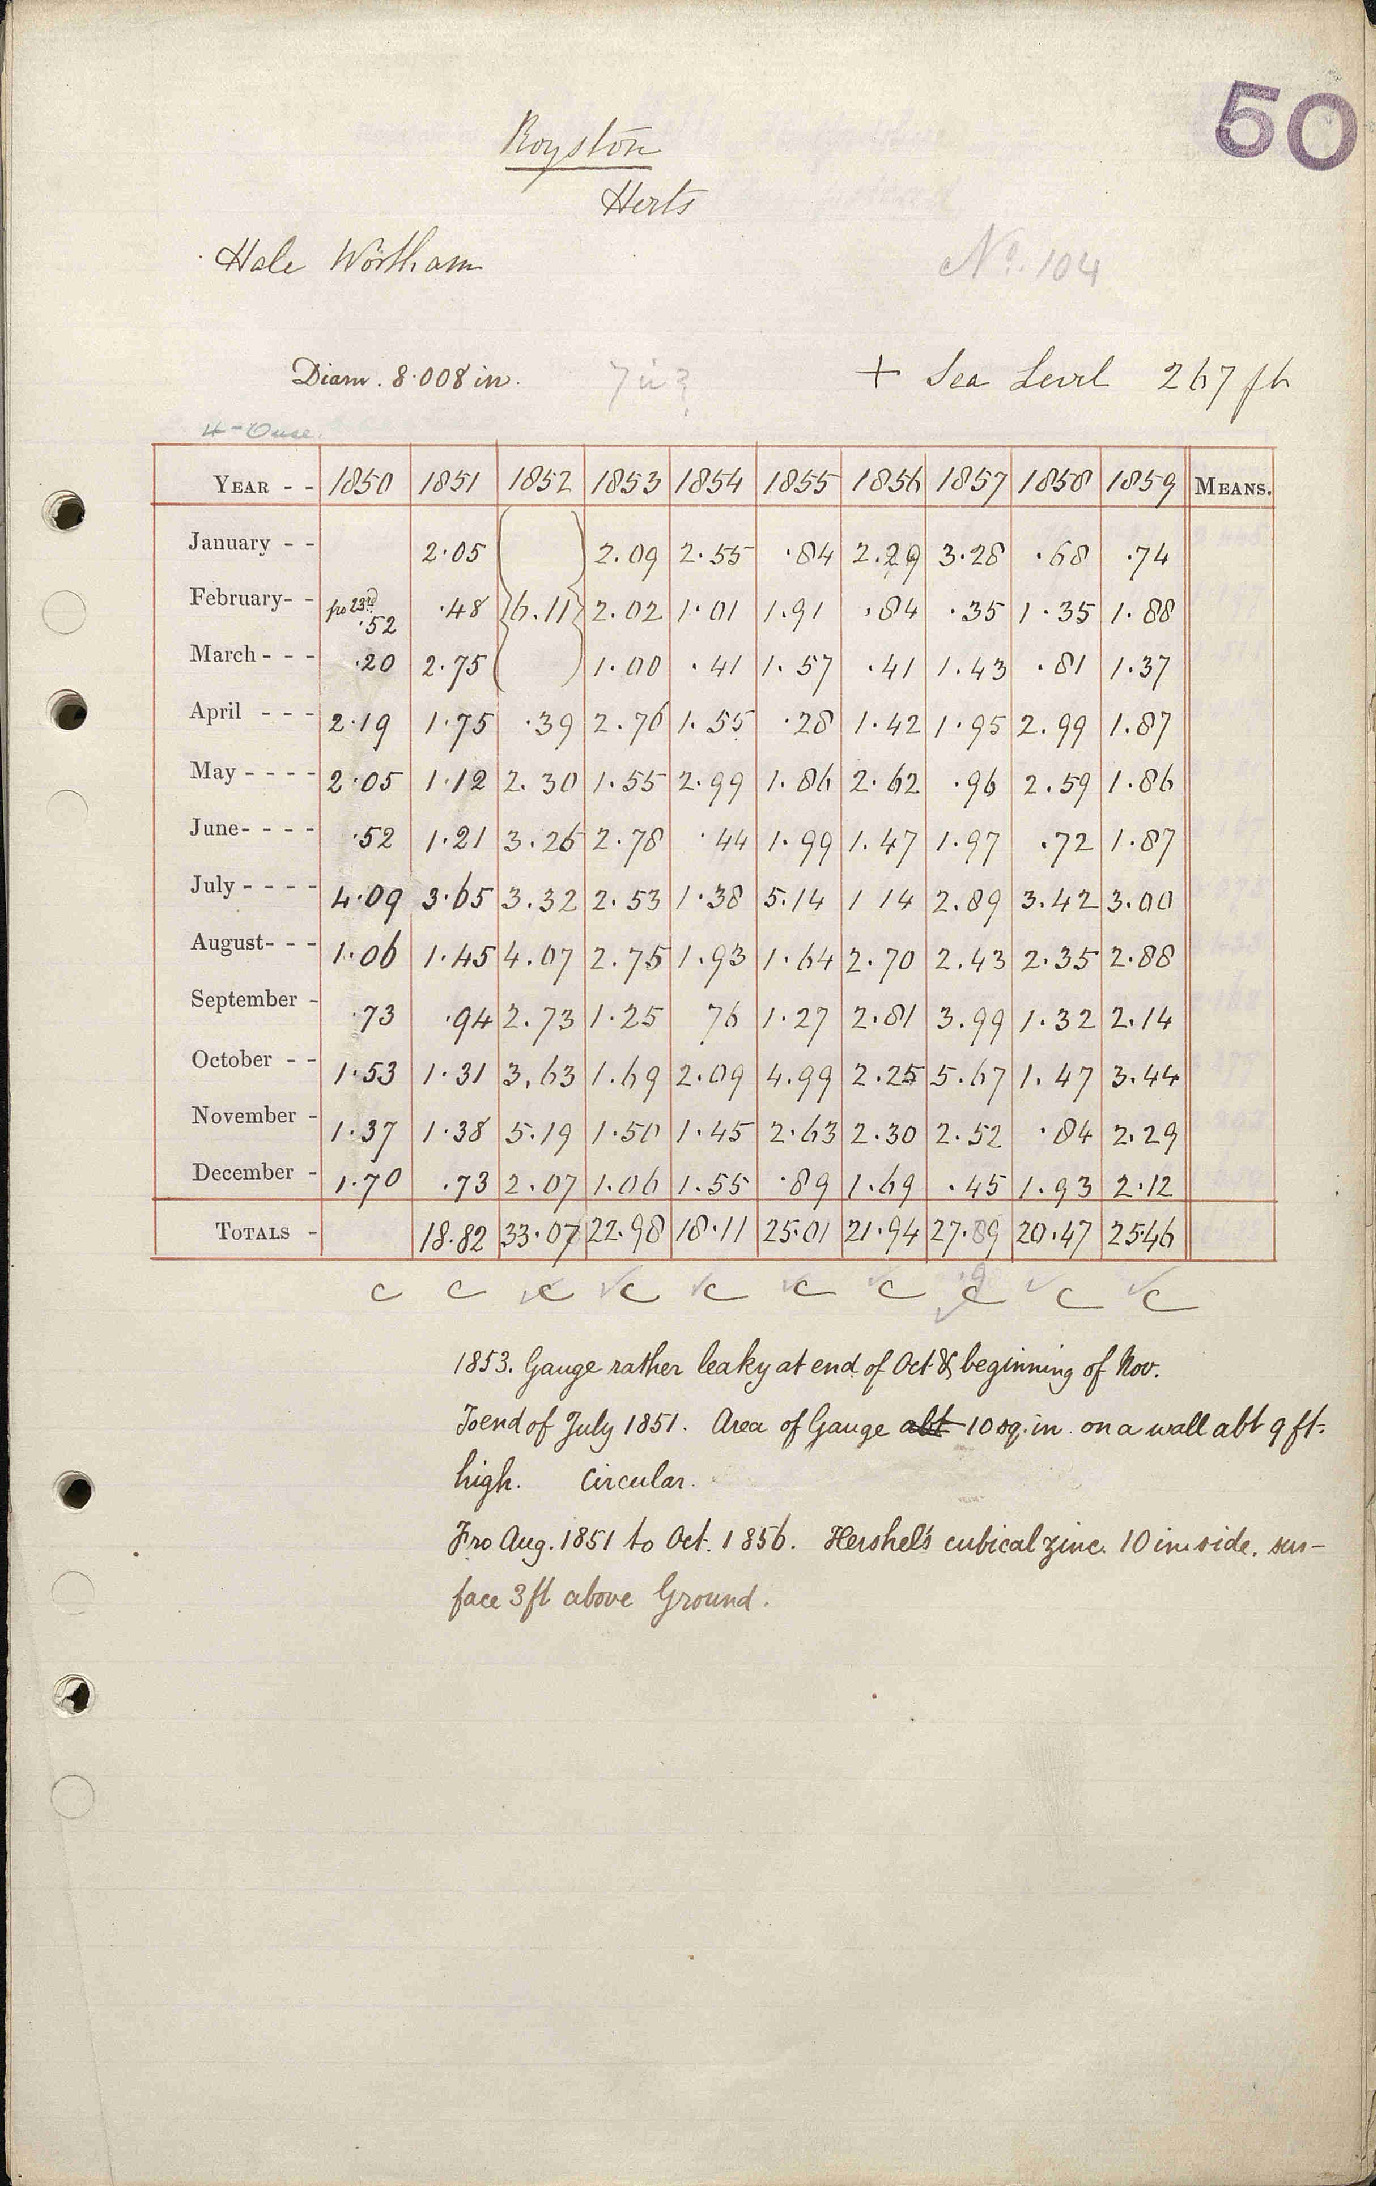 50
Royston
Herts
Hale Wortham
No. 104
Diam. 8.008 in. 7 in? + Sea Level 267 ft
4 - Ouse
YEAR - - 1850 1851 1852 1853 1854 1855 1856 1857 1858 1859 MEANS.
January - - 2.05 2.09 2.55 .84 2.29 3.28 .68 .74
February- - fro 23rd .52 .48 6.11 2.02 1.01 1.91 .84 .35 1.35 1.88
March - - - .20 2.75 1.00 .41 1.57 .41 1.43 .81 1.37
April - - - 2.19 1.75 .39 2.76 1.55 .28 1.42 1.95 2.99 1.87
May - - - - 2.05 1.12 2.30 1.55 2.99 1.86 2.62 .96 2.59 1.86
June- - - - .52 1.21 3.26 2.78 .44 1.99 1.47 1.97 .72 1.87
July - - - - 4.09 3.65 3.32 2.53 1.38 5.14 1 14 2.89 3.42 3.00
August- - - 1.06 1.45 4.07 2.75 1.93 1.64 2.70 2.43 2.35 2.88
September - .73 .94 2.73 1.25 76 1.27 2.81 3.99 1.32 2.14
October - - 1.53 1.31 3.63 1.69 2.09 4.99 2.25 5.67 1.47 3.44
November - 1.37 1.38 5.19 1.50 1.45 2.63 2.30 2.52 .84 2.29
December - 1.70 .73 2.07 1.06 1.55 .89 1.69 .45 1.93 2.12
TOTALS - 18.82 33.07 22.98 18.11 25.01 21.94 27.89 20.47 25.46
c c c c c c c c c c
1853. Gauge rather leaky at end of Oct & beginning of Nov.
To end of July 1851. Area of Gauge abt 10 sq. in. on a wall abt 9 ft.
high. Circular.
Fro Aug. 1851 to Oct. 1856. Hershel's cubical zinc. 10 in side. sur-
face 3 ft above Ground.